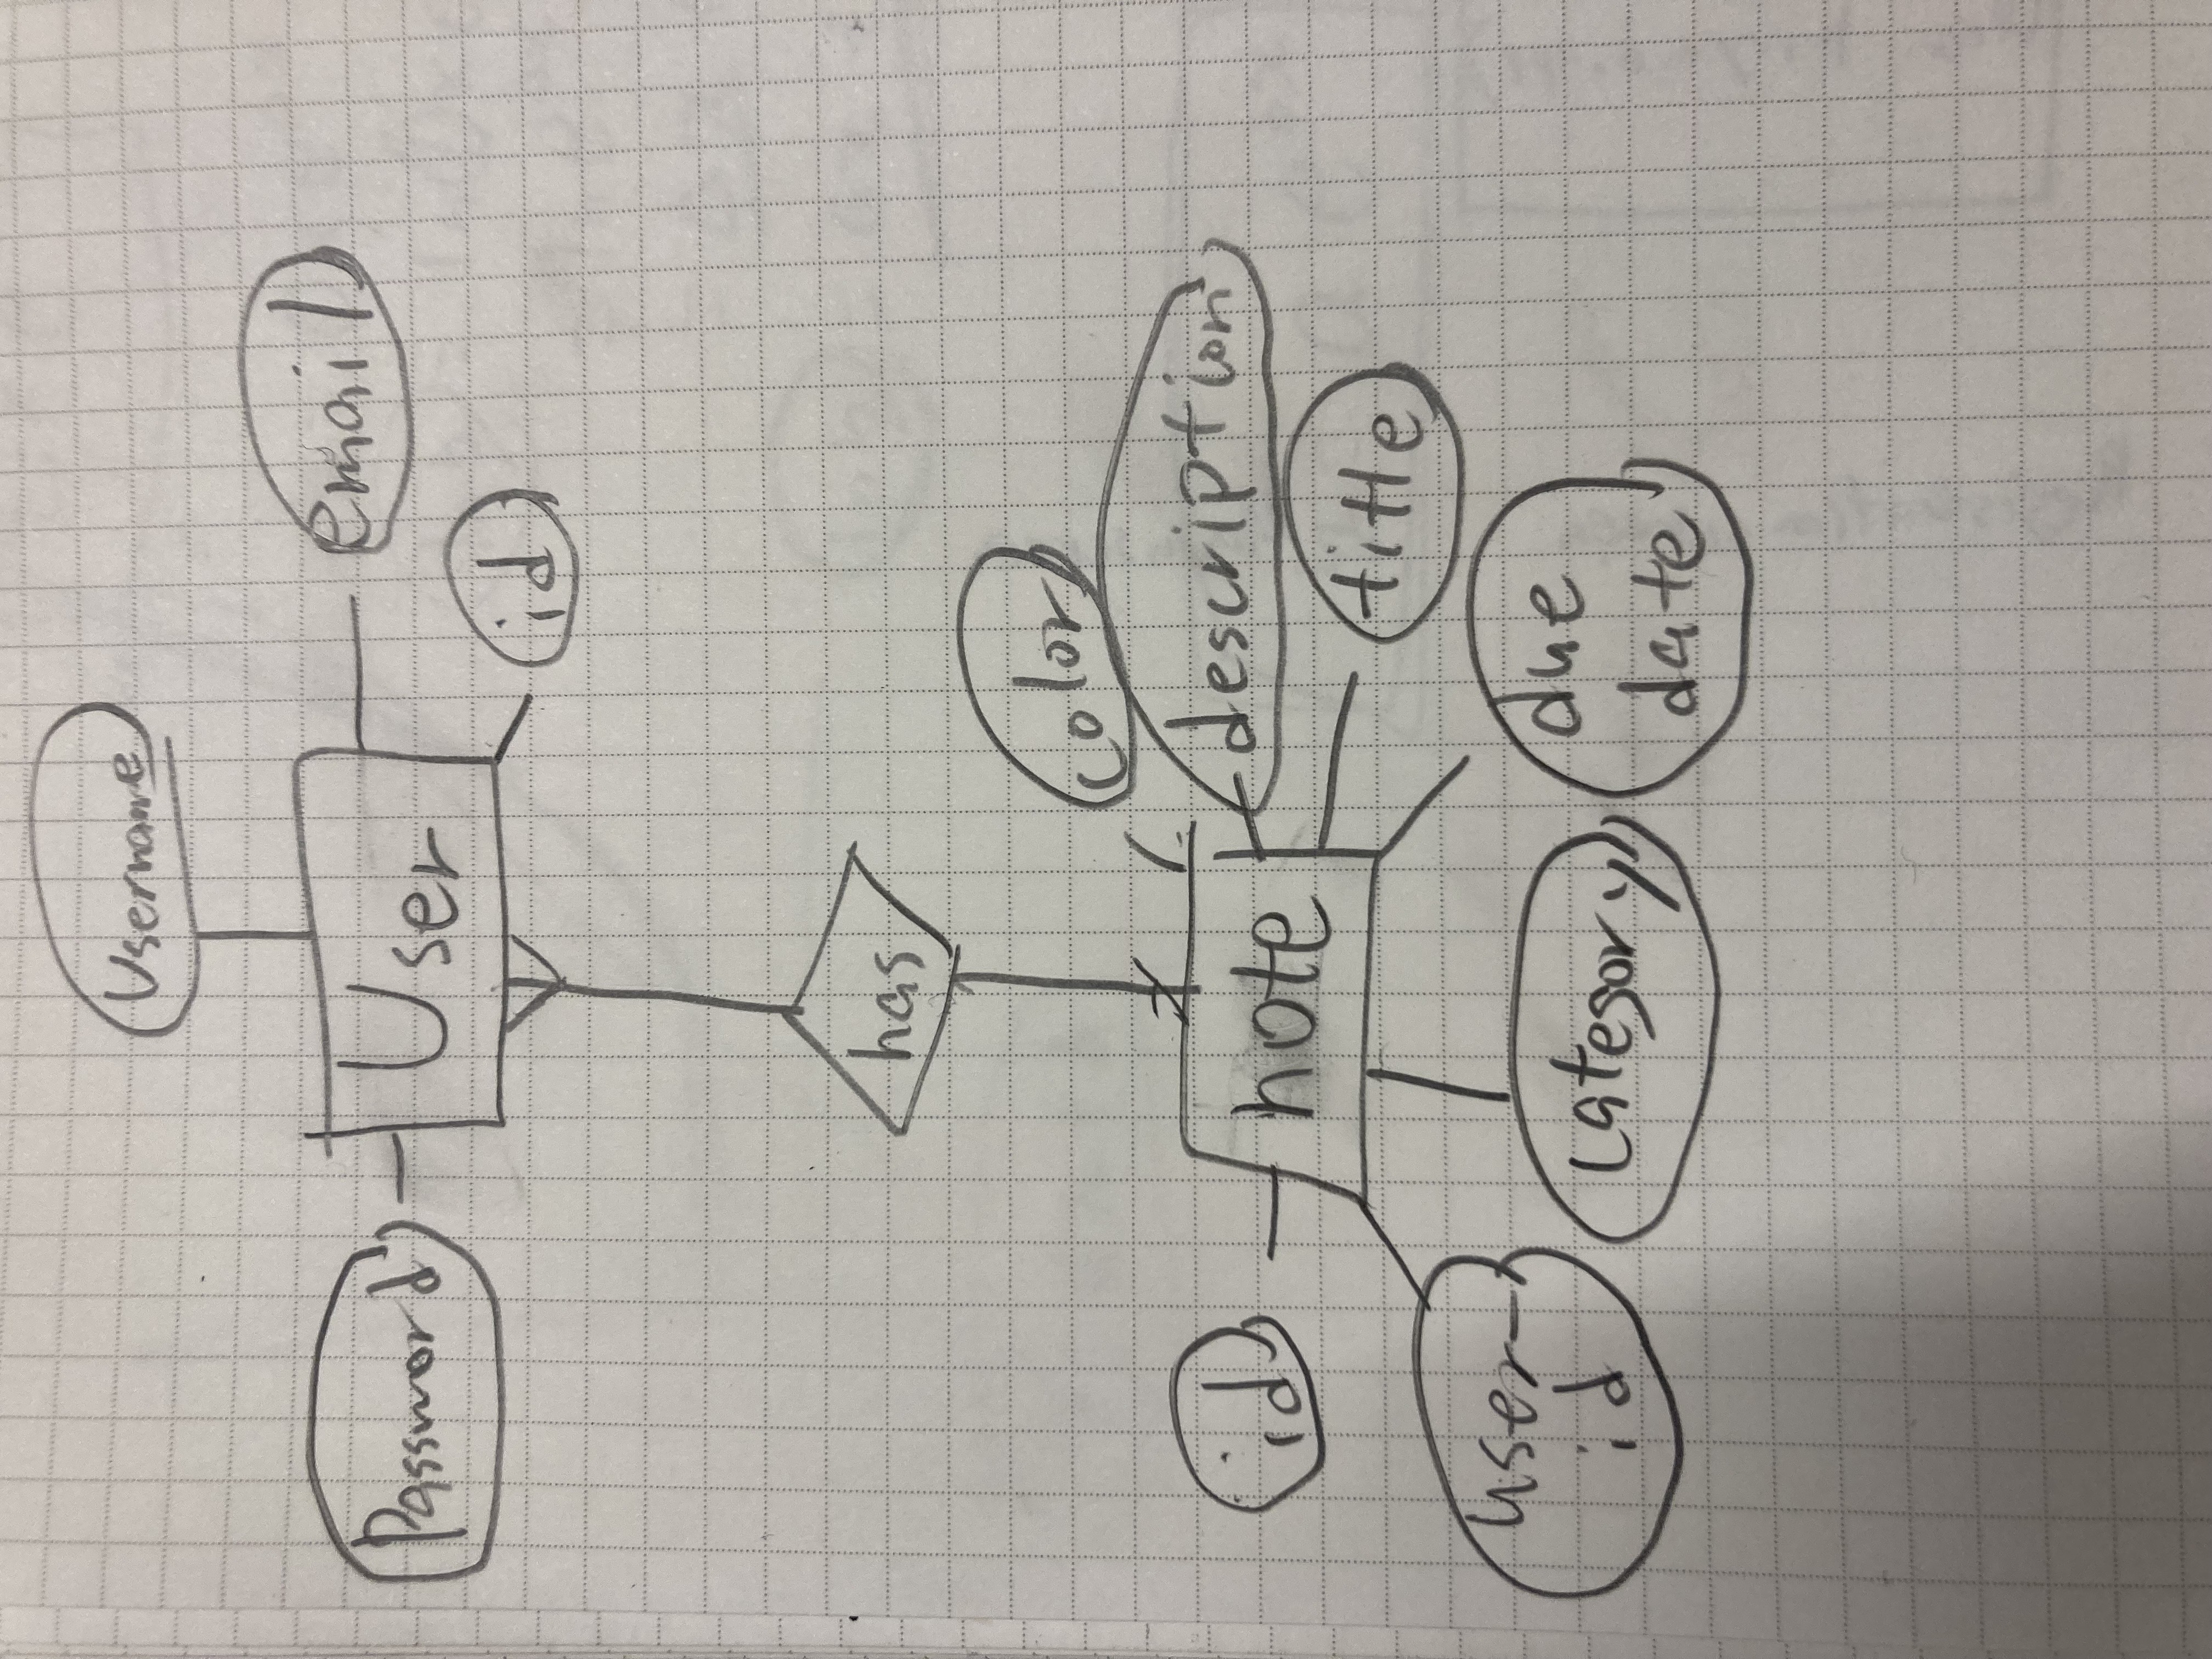 Username
email
Password
User
id
has
color
description
id
note
title
user-
id
category
due
date